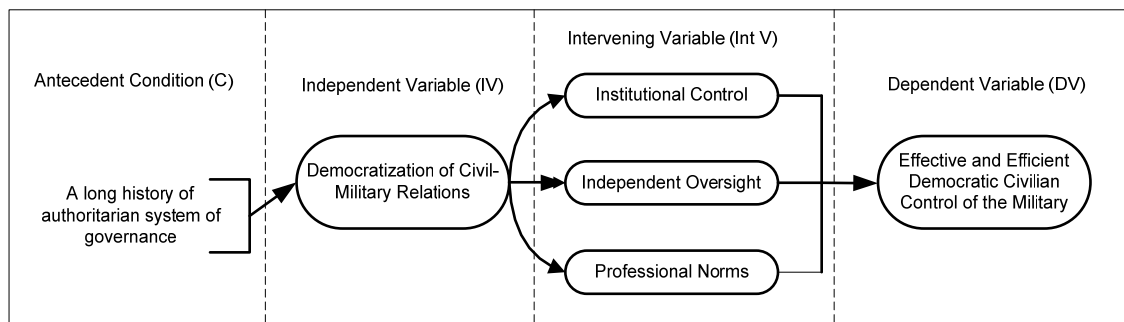 Antecedent Condition (C)
A long history of
authoritarian system of
governance
Independent Variable (IV)
Democratization of Civil-
Military Relations
Intervening Variable (Int V)
Institutional Control
Independent Oversight
Professional Norms
Dependent Variable (DV)
Effective and Efficient
Democratic Civilian
Control of the Military